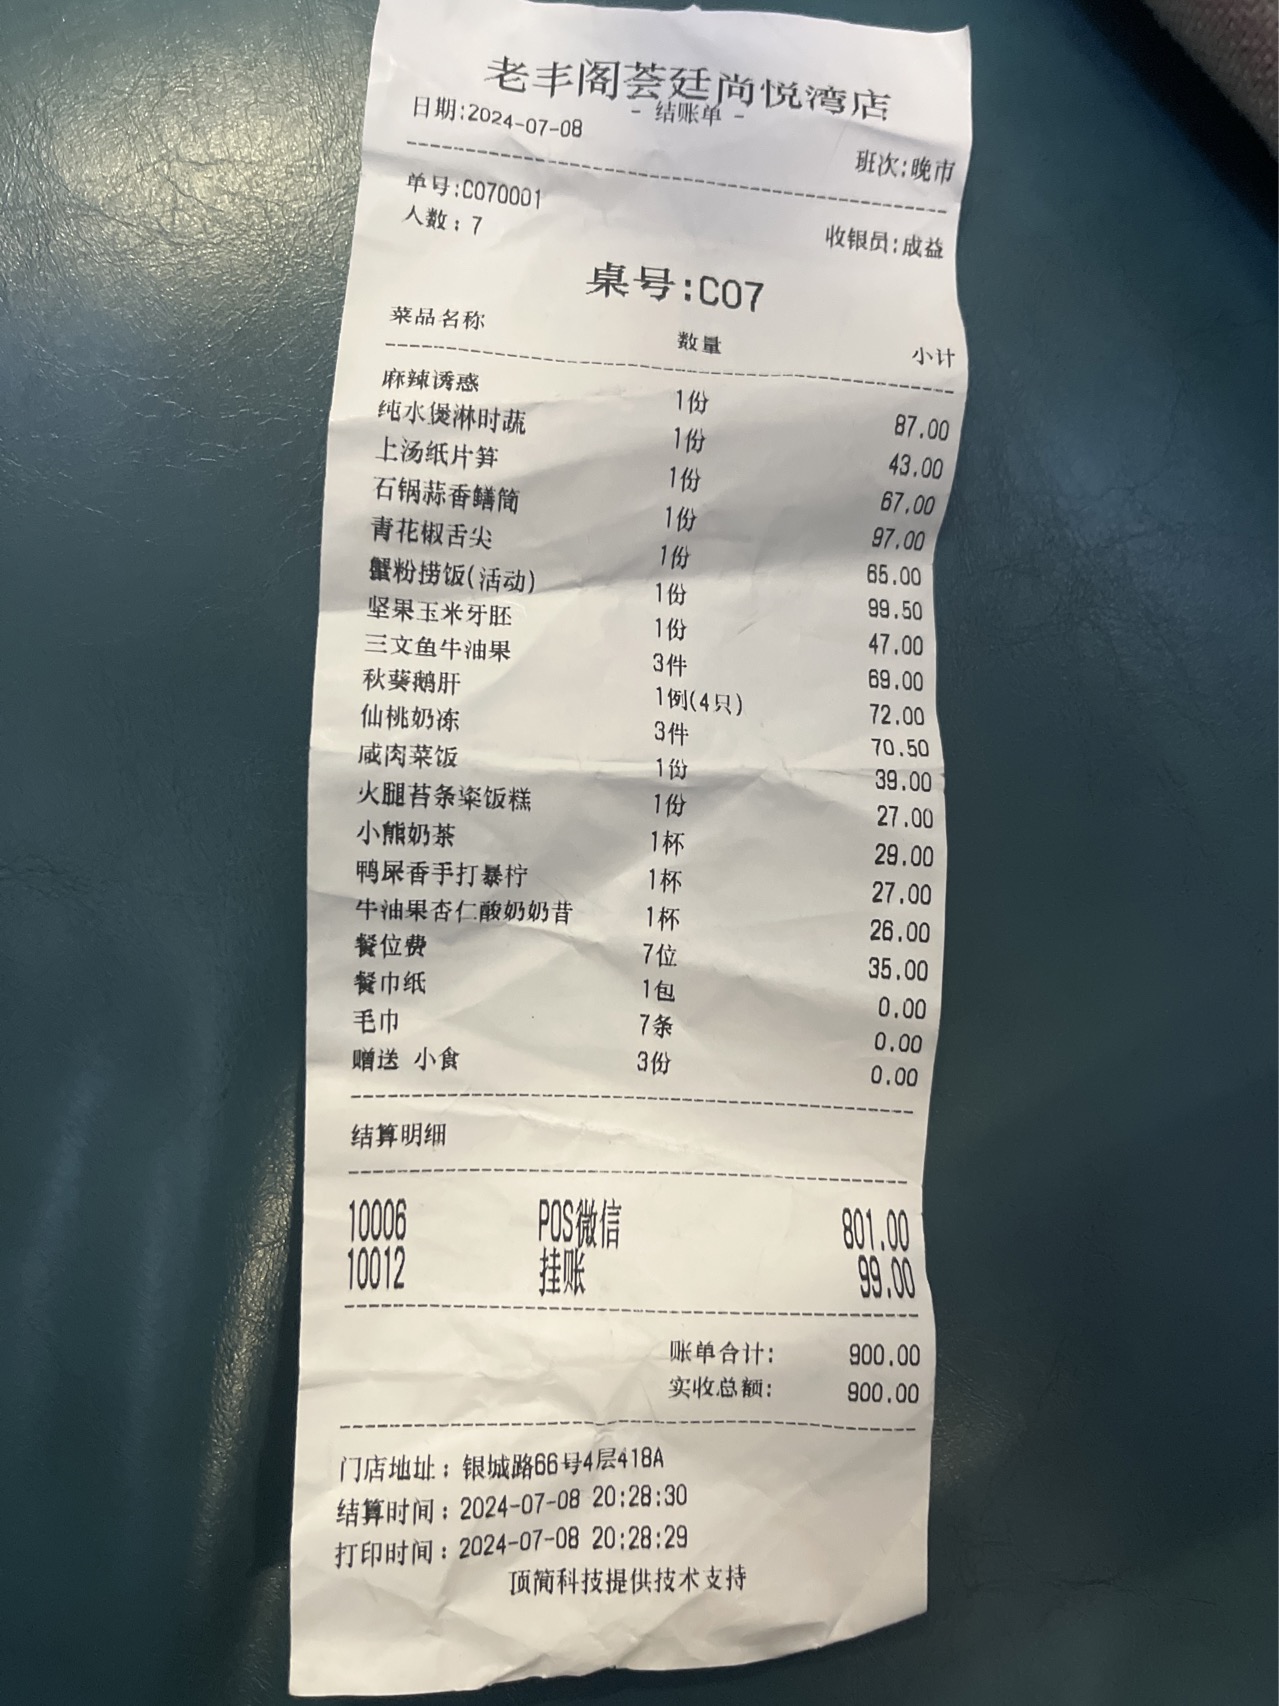 老丰阁荟廷尚悦湾店
- 结账单 -
日期:2024-07-08 班次:晚市
单号:C070001
人数:7 收银员:成益
桌号:C07
菜品名称 数量 小计
麻辣诱惑 1份 87.00
纯水煲淋时蔬 1份 43.00
上汤纸片笋 1份 67.00
石锅蒜香鳝筒 1份 97.00
青花椒舌尖 1份 65.00
蟹粉捞饭(活动) 1份 99.50
坚果玉米牙胚 1份 47.00
三文鱼牛油果 3件 69.00
秋葵鹅肝 1例(4只) 72.00
仙桃奶冻 3件 70.50
咸肉菜饭 1份 39.00
火腿苔条粢饭糕 1份 27.00
小熊奶茶 1杯 29.00
鸭屎香手打暴柠 1杯 27.00
牛油果杏仁酸奶奶昔 1杯 26.00
餐位费 7位 35.00
餐巾纸 1包 0.00
毛巾 7条 0.00
赠送 小食 3份 0.00
结算明细
10006 POS微信 801.00
10012 挂账 99.00
账单合计: 900.00
实收总额: 900.00
门店地址: 银城路66号4层418A
结算时间: 2024-07-08 20:28:30
打印时间: 2024-07-08 20:28:29
顶简科技提供技术支持